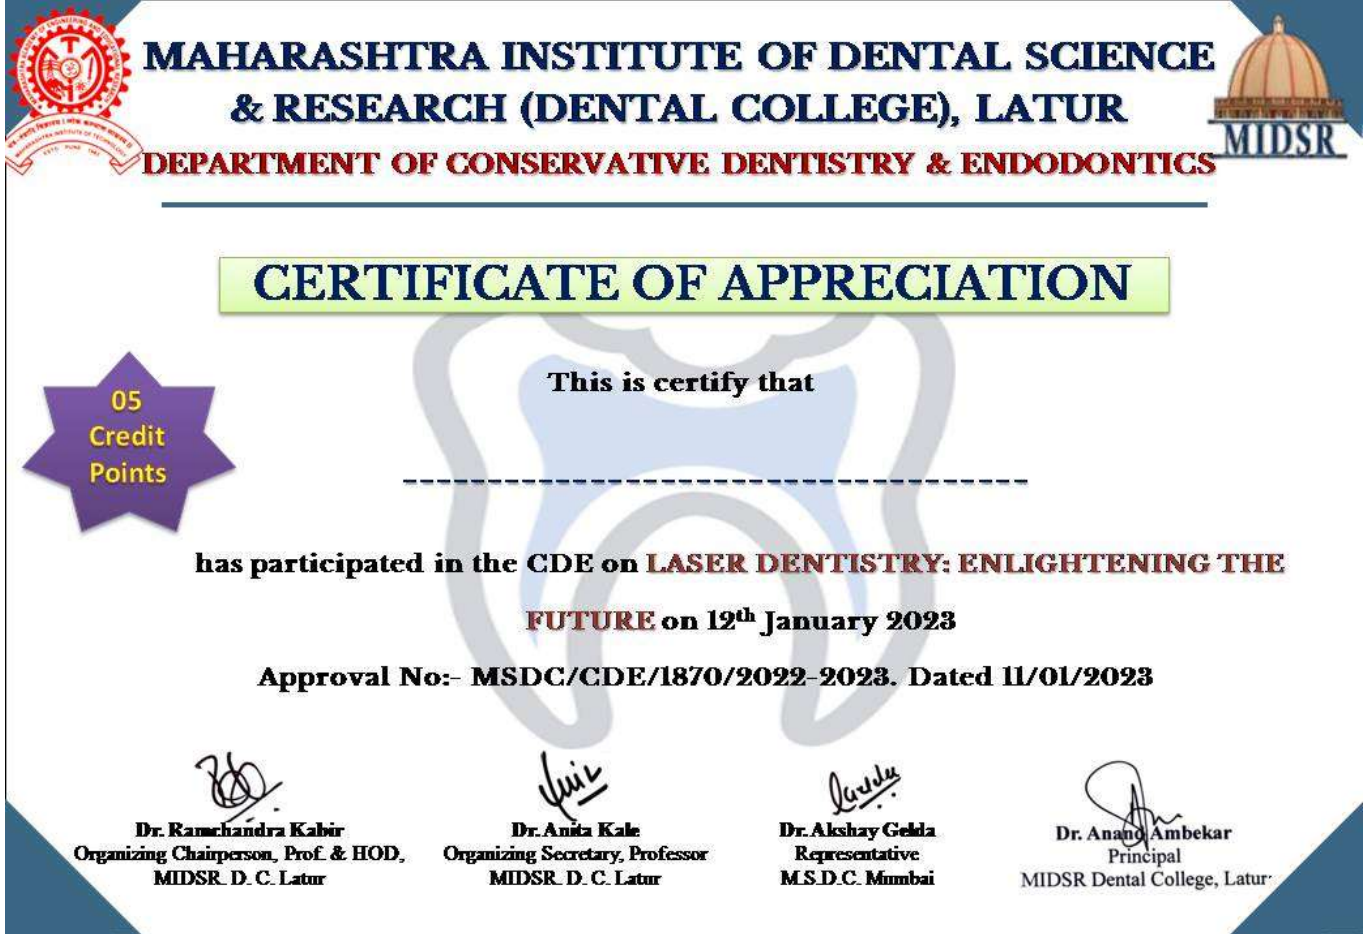 MAHARASHTRA INSTITUTE OF DENTAL SCIENCE
& RESEARCH (DENTAL COLLEGE), LATUR
MIDSR
DEPARTMENT OF CONSERVATIVE DENTISTRY & ENDODONTICS
CERTIFICATE OF APPRECIATION
This is certify that
05
Credit
Points
has participated in the CDE on LASER DENTISTRY: ENLIGHTENING THE
FUTURE on 12th January 2023
Approval No:- MSDC/CDE/1870/2022-2023. Dated 11/01/2023
Dr. Ramchandra Kabir
Organizing Chairperson, Prof. & HOD,
MIDSR. D. C. Latur
Dr. Anita Kale
Organizing Secretary, Professor
MIDSR. D. C. Latur
Dr. Akshay Gelda
Representative
M.S.D.C. Mumbai
Dr. Anand Ambekar
Principal
MIDSR Dental College, Latur